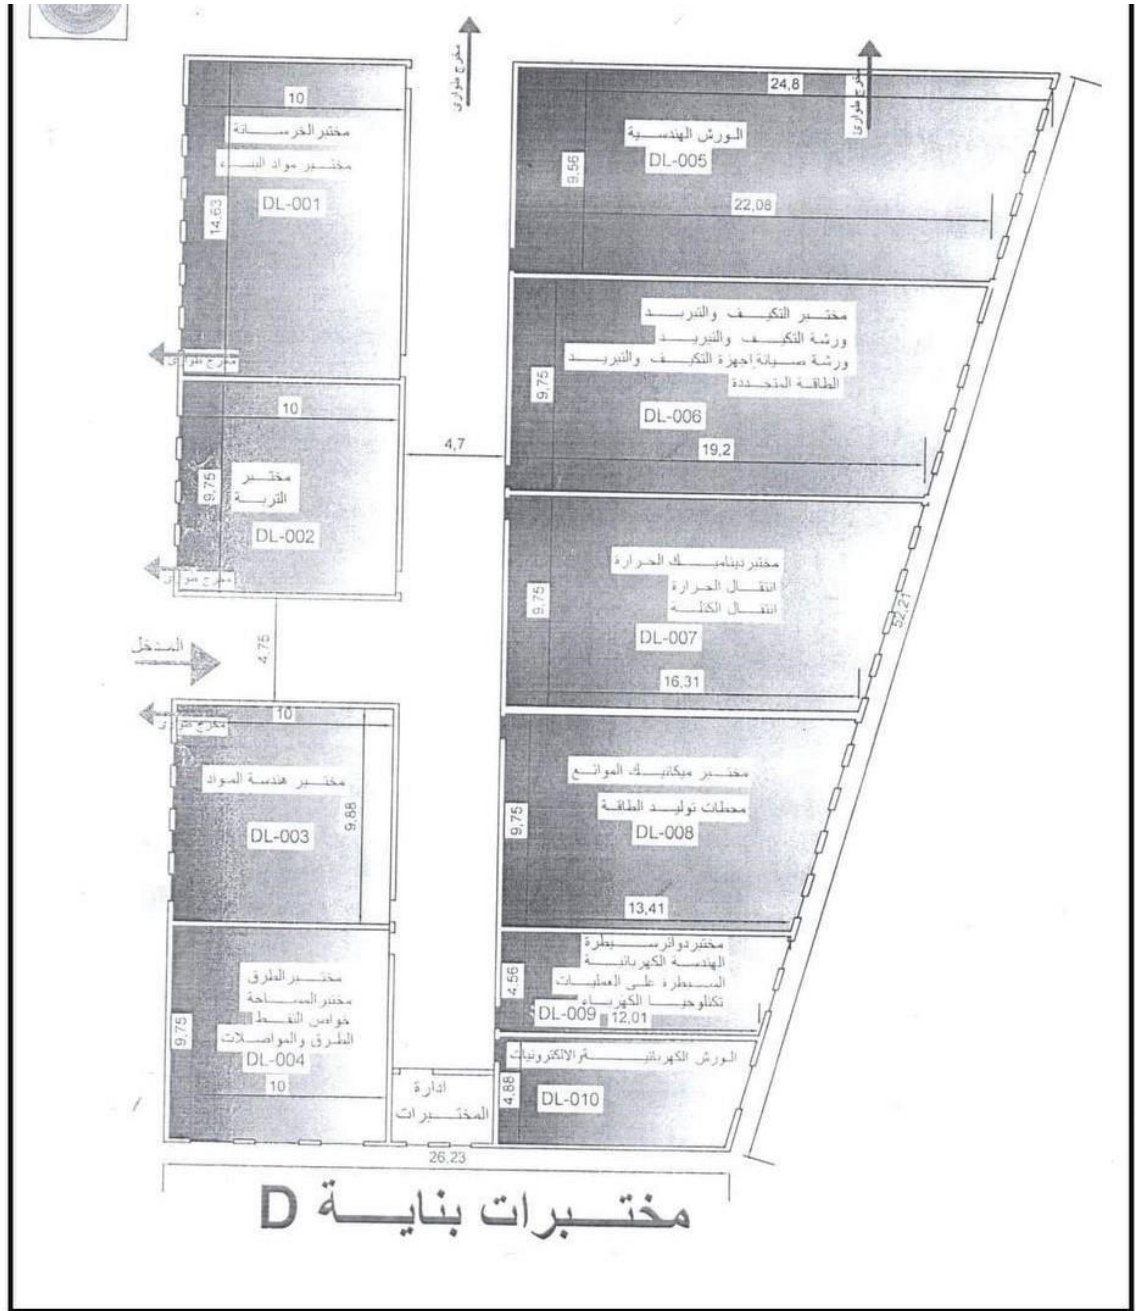 مخرج طوارئ
مخرج طوارئ
10
مختبر الخرسانة
مختبر مواد البناء
DL-001
14,63
مخرج طوارئ
10
9,75
مختبر
التربة
DL-002
مخرج طوارئ
4,7
المدخل
4,75
مخرج طوارئ
10
مختبر هندسة المواد
DL-003
9,88
مختبر الطرق
مختبر المساحة
خواص النفط
الطرق والمواصلات
DL-004
9,75
10
ادارة
المختبرات
24,8
الورش الهندسية
DL-005
9,56
22,08
مختبر التكيف والتبريد
ورشة التكيف والتبريد
ورشة صيانة اجهزة التكيف والتبريد
الطاقة المتجددة
DL-006
9,75
19,2
مختبر ديناميك الحرارة
انتقال الحرارة
انتقال الكتلة
DL-007
9,75
16,31
52,21
مختبر ميكانيك الموائع
محطات توليد الطاقة
DL-008
9,75
13,41
مختبر دوائر سيطرة
الهندسة الكهربائية
السيطرة على العمليات
تكنلوجيا الكهرباء
DL-009
4,56
12,01
الورش الكهربائية والالكترونيات
DL-010
4,88
26,23
مختبرات بناية D